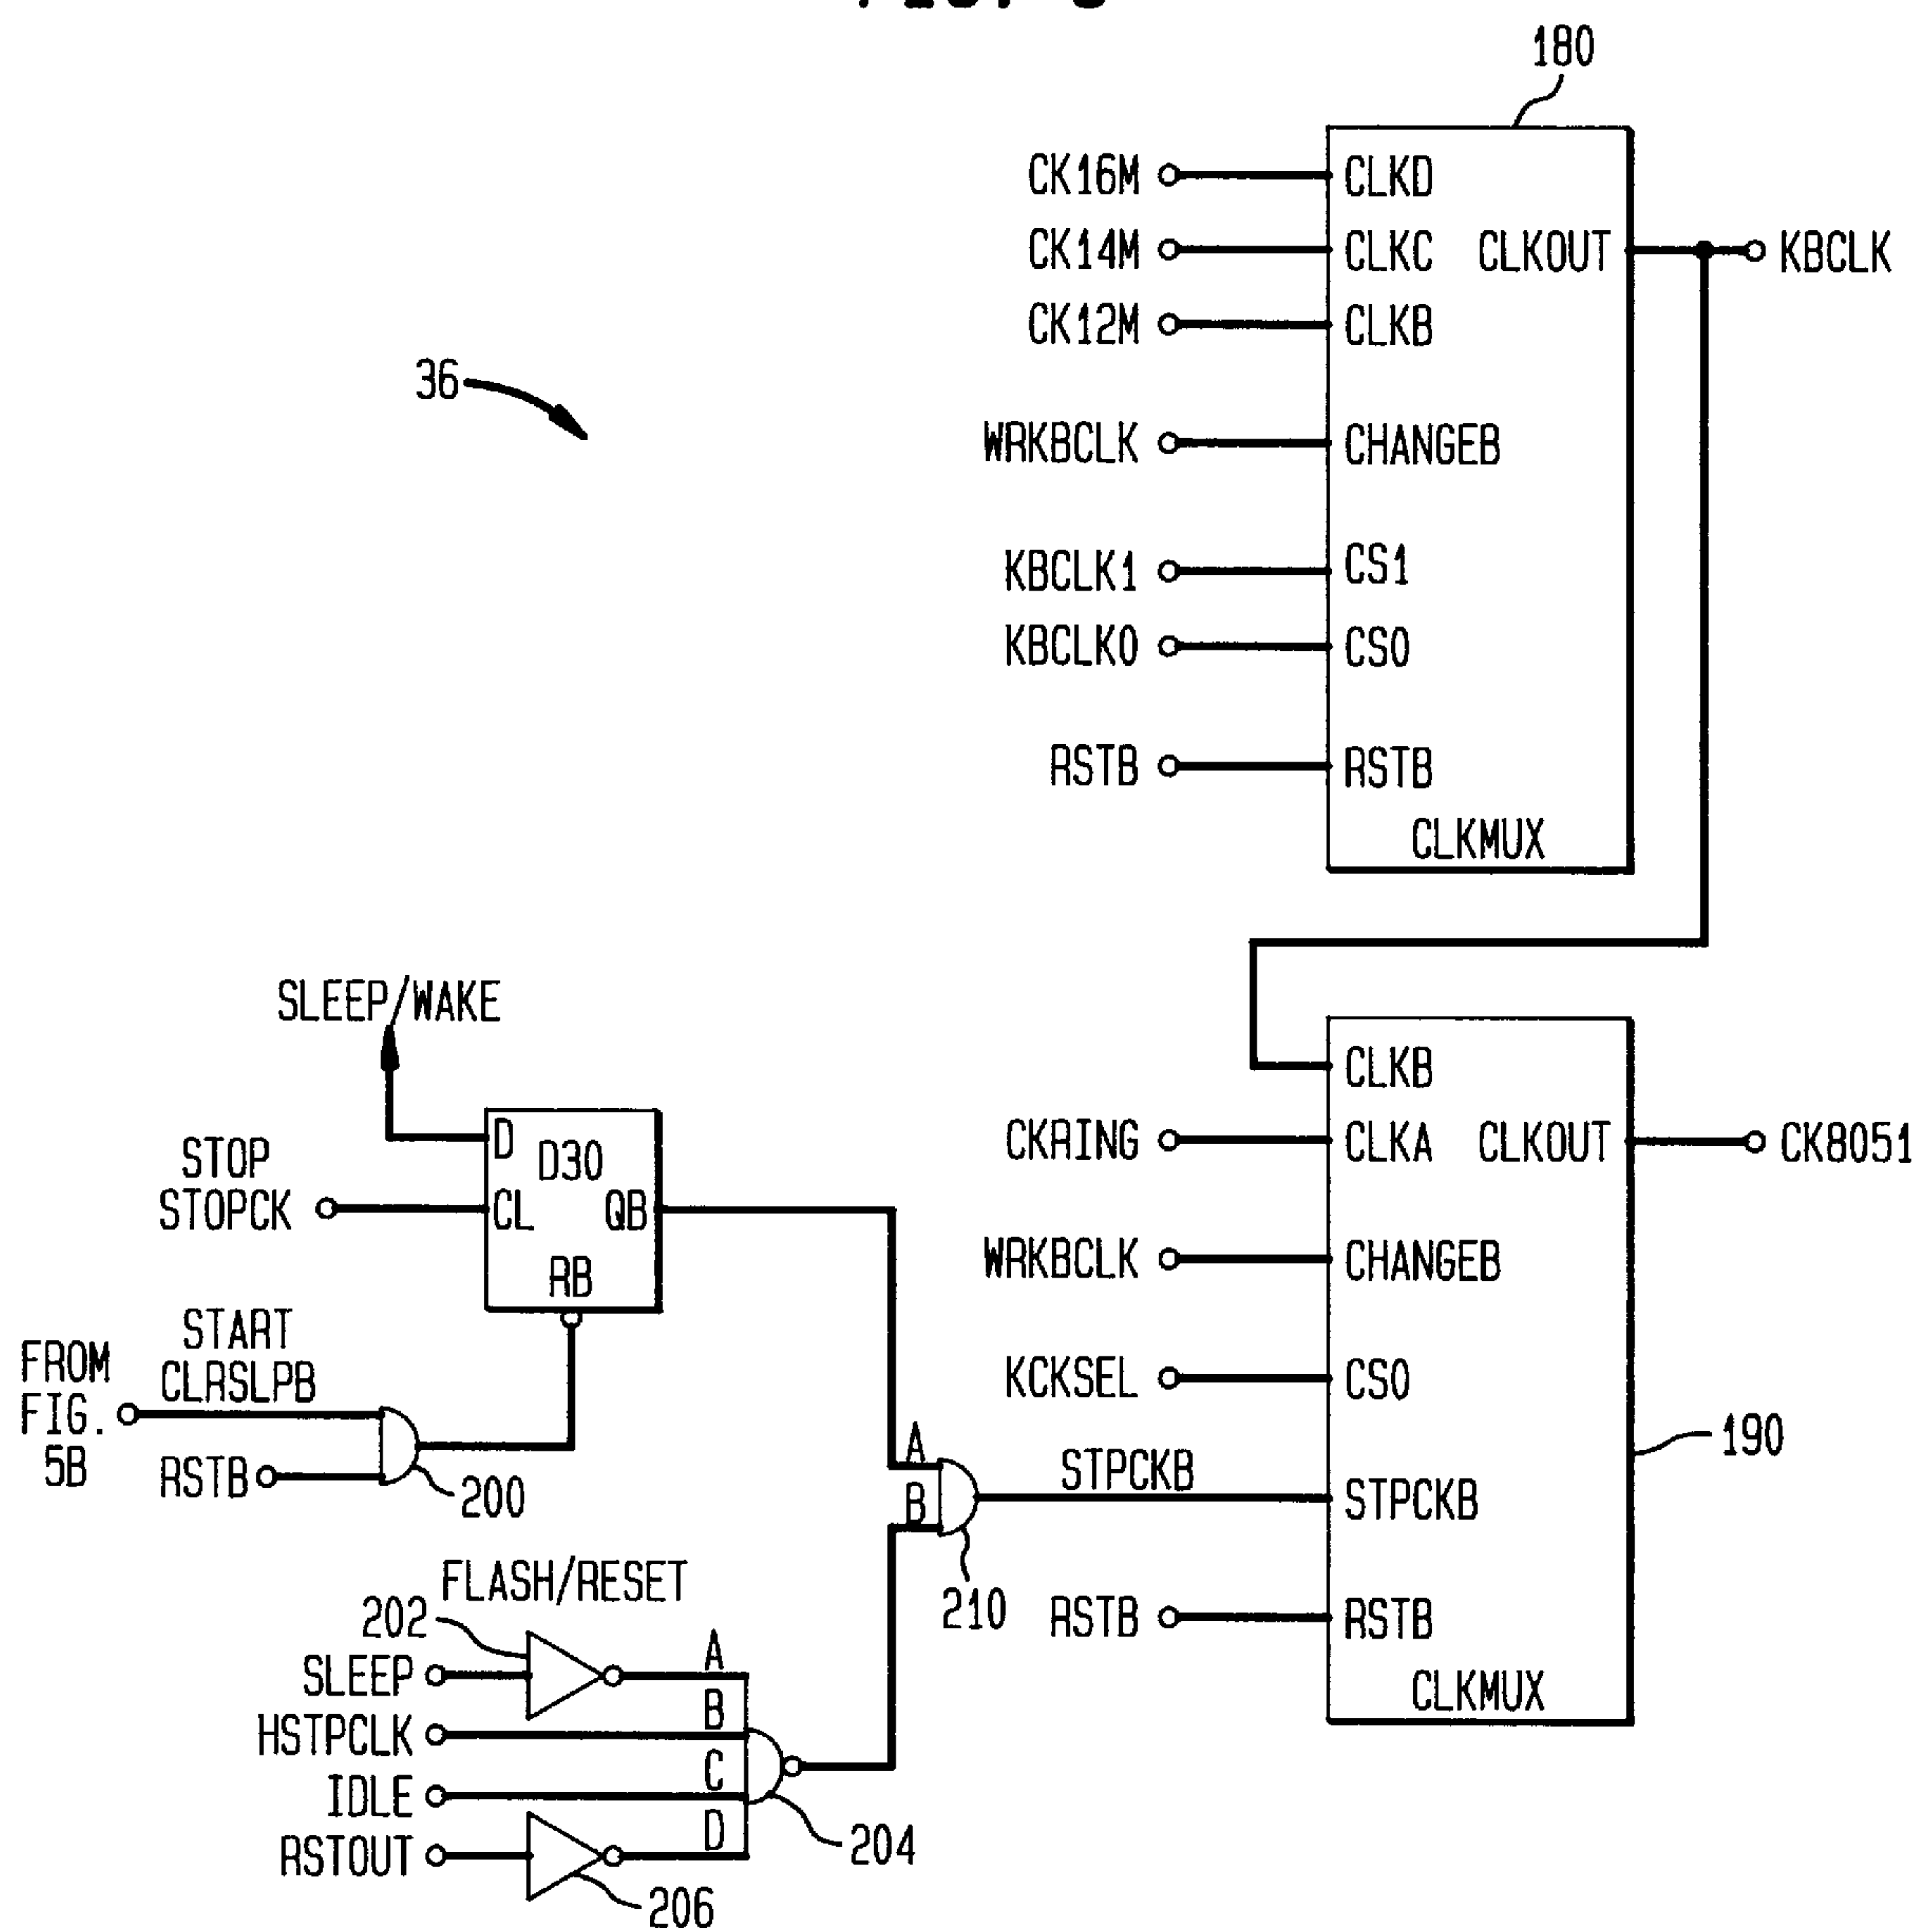 180
CK16M CLKD
CK14M CLKC CLKOUT KBCLK
CK12M CLKB
36
WRKBCLK CHANGEB
KBCLK1 CS1
KBCLK0 CS0
RSTB RSTB
CLKMUX
SLEEP/WAKE
CLKB
D D30
CKRING CLKA CLKOUT CK8051
STOP
STOPCK CL QB
WRKBCLK CHANGEB
RB
START
FROM CLRSLPB
FIG.
5B
RSTB
200
KCKSEL CS0
190
A
B
STPCKB STPCKB
210
FLASH/RESET
202
RSTB RSTB
SLEEP A
CLKMUX
HSTPCLK B
IDLE C
RSTOUT D
204
206